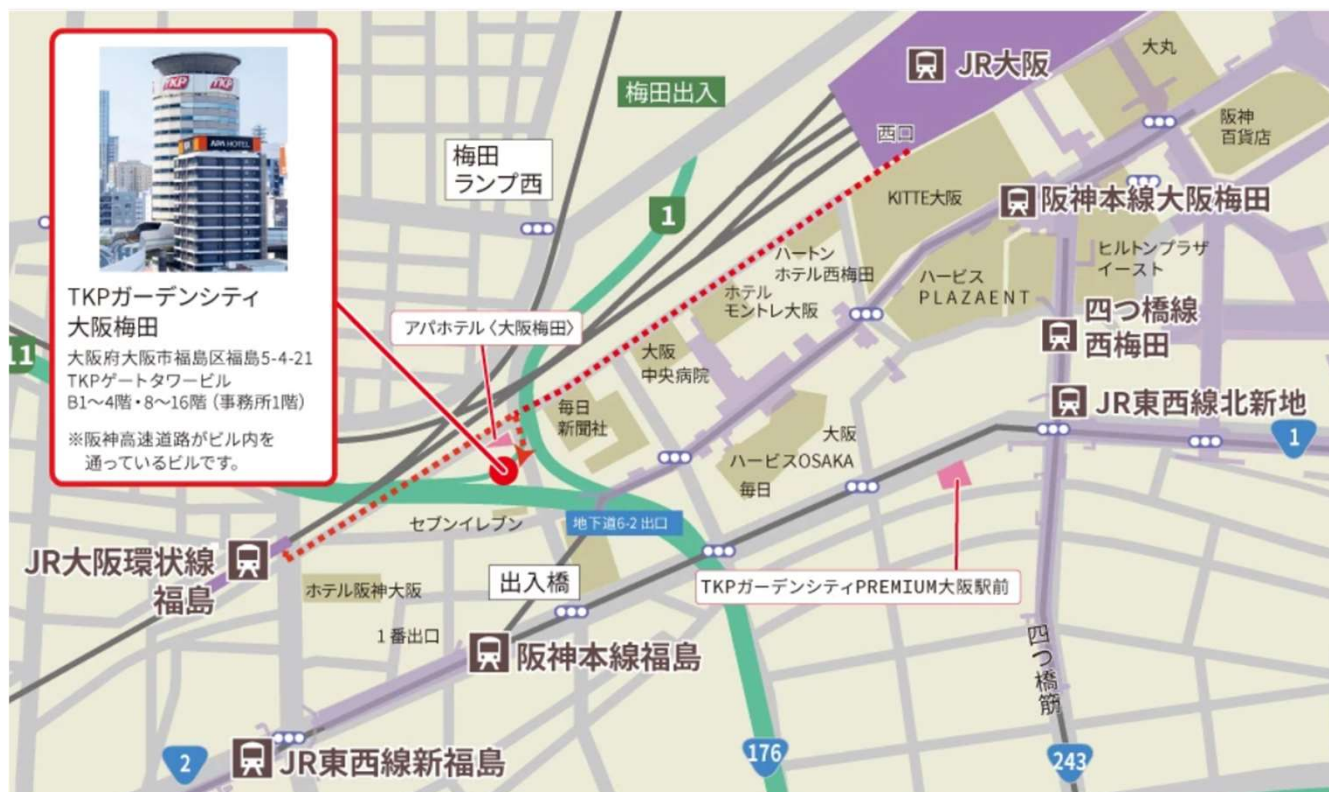 TKP
TKP
APA HOTEL
TKPガーデンシティ
大阪梅田
大阪府大阪市福島区福島5-4-21
TKPゲートタワービル
B1〜4階・8〜16階（事務所1階）
※阪神高速道路がビル内を
通っているビルです。
梅田出入
JR大阪
大丸
阪神
百貨店
西口
梅田
ランプ西
1
KITTE大阪
阪神本線大阪梅田
ハートン
ホテル西梅田
ヒルトンプラザ
イースト
ハービス
PLAZAENT
ホテル
モントレ大阪
四つ橋線
西梅田
アパホテル〈大阪梅田〉
11
大阪
中央病院
JR東西線北新地
毎日
新聞社
大阪
1
ハービスOSAKA
毎日
セブンイレブン
地下道6-2 出口
JR大阪環状線
福島
出入橋
TKPガーデンシティPREMIUM大阪駅前
ホテル阪神大阪
1番出口
阪神本線福島
四つ橋筋
JR東西線新福島
2
176
243